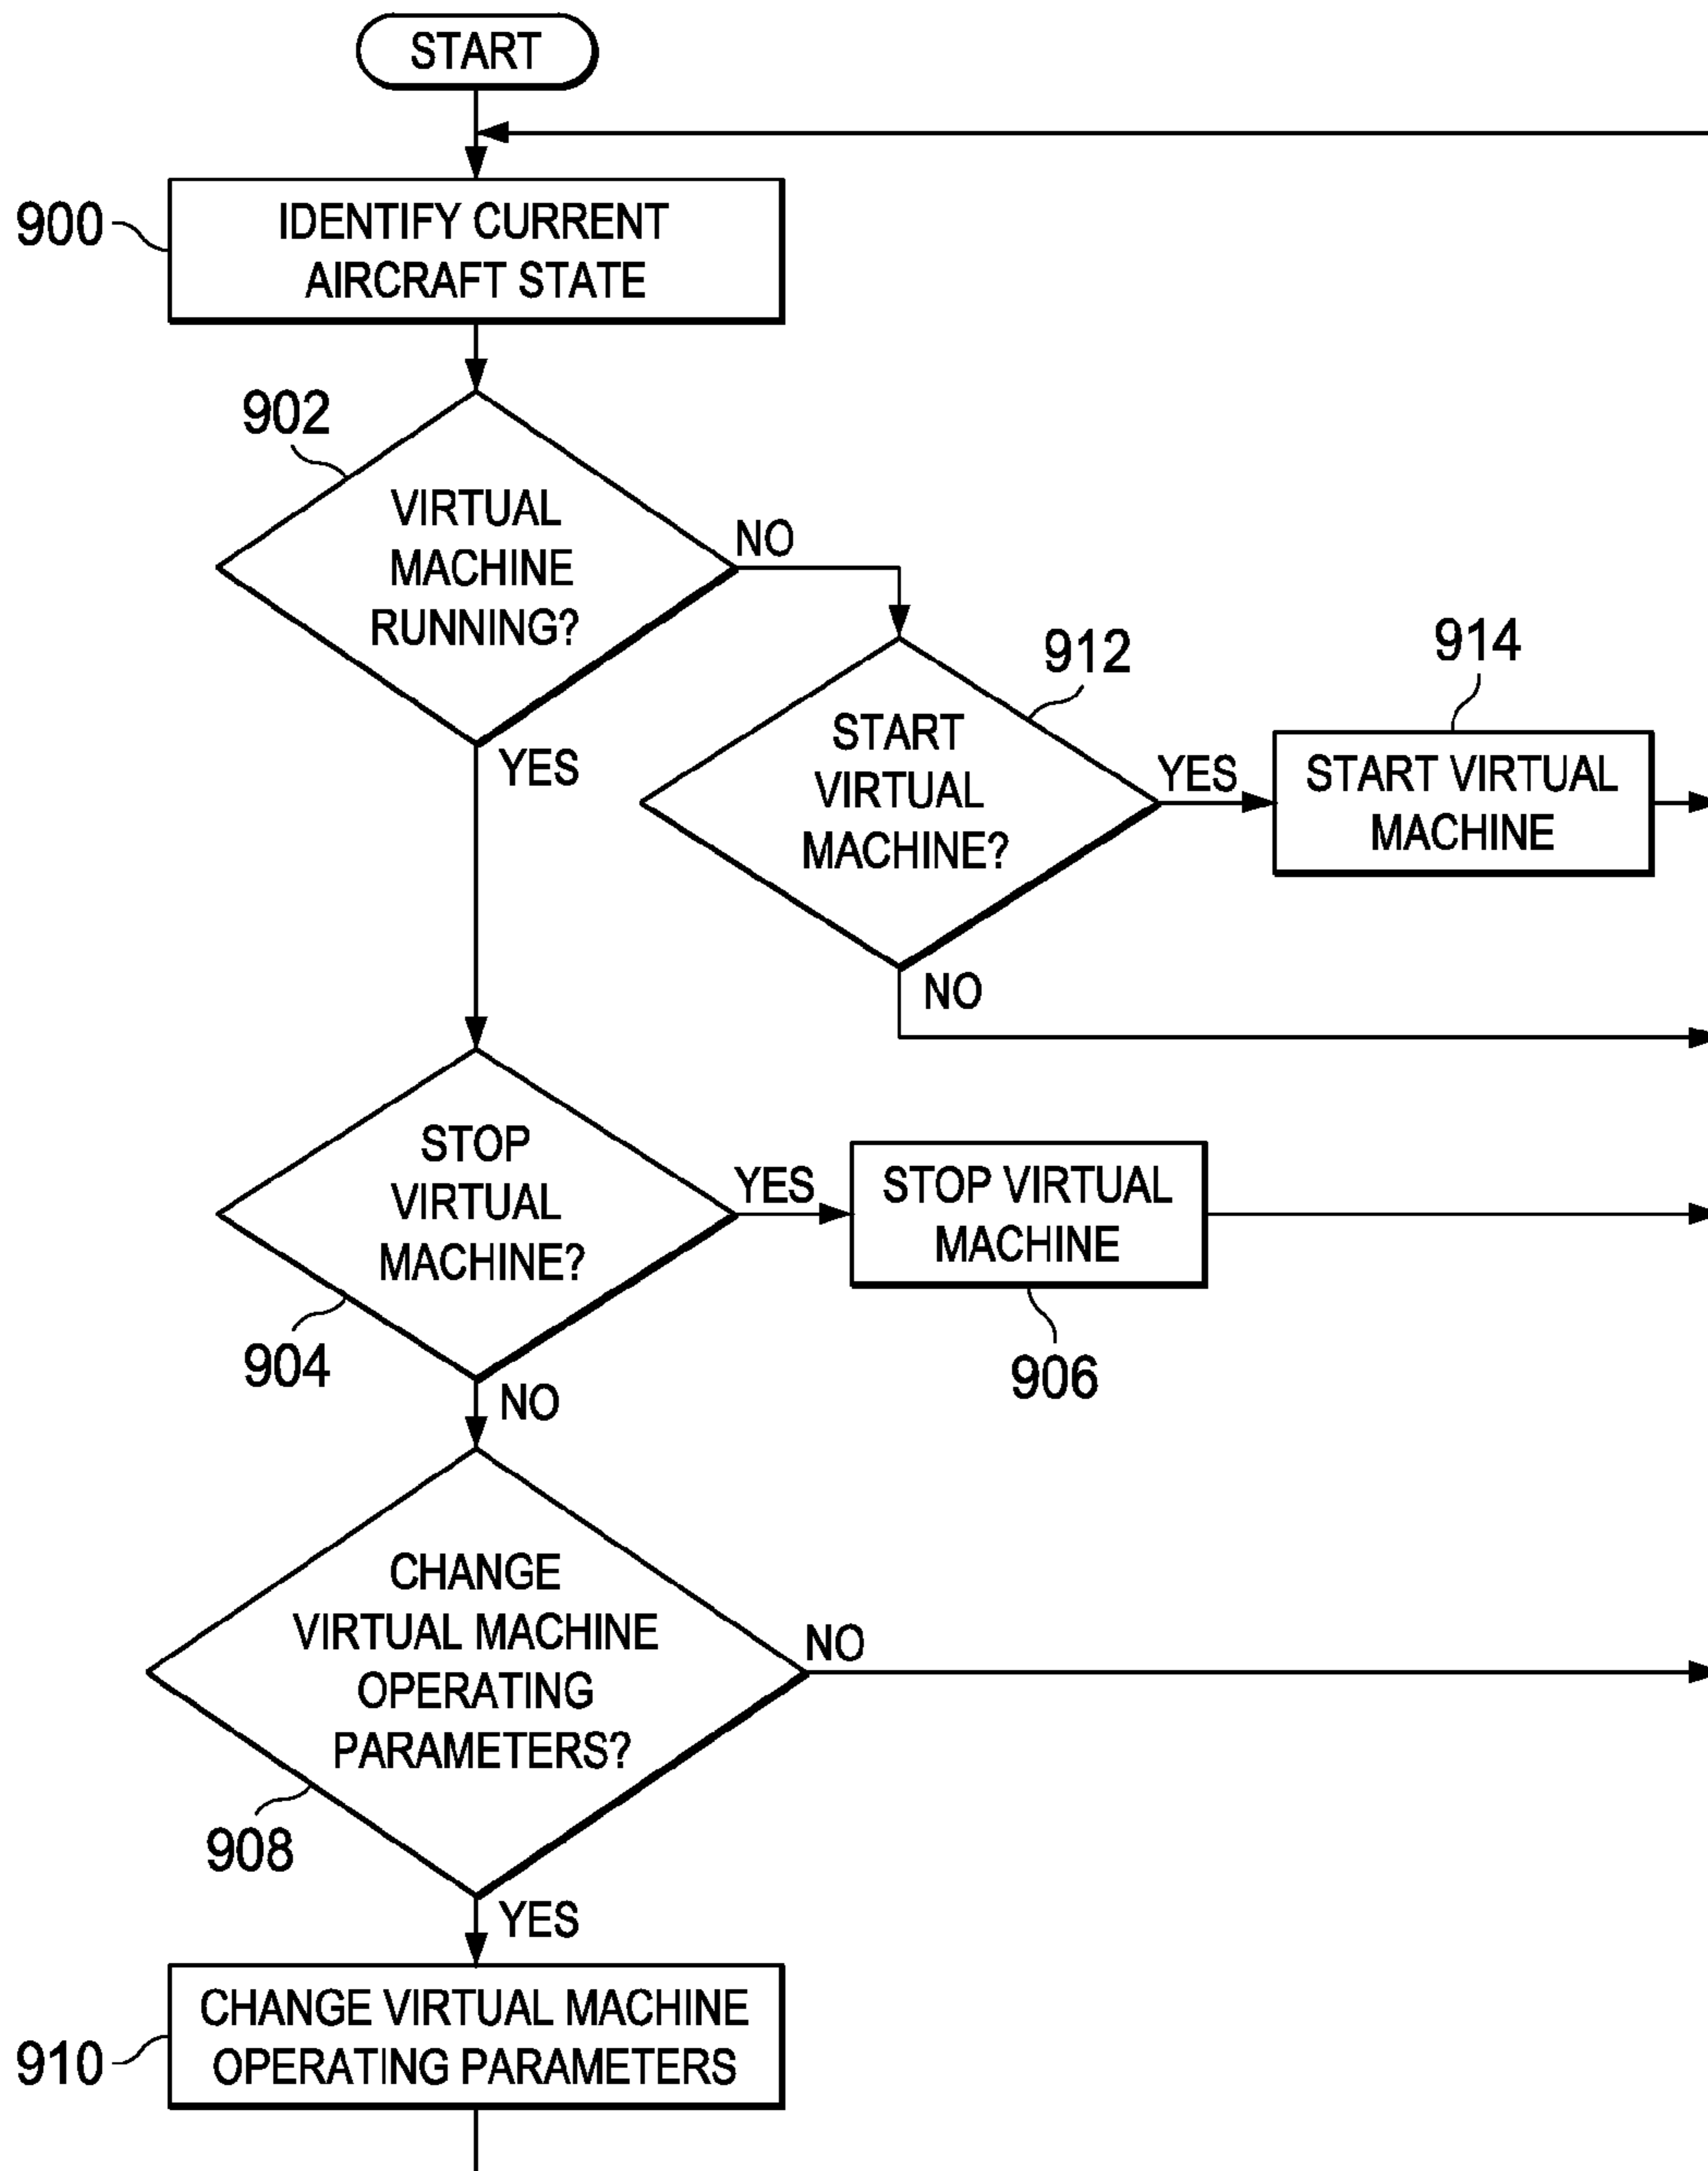 START
900
IDENTIFY CURRENT
AIRCRAFT STATE
902
VIRTUAL
MACHINE
RUNNING?
NO
YES
912
START
VIRTUAL
MACHINE?
YES
NO
914
START VIRTUAL
MACHINE
STOP
VIRTUAL
MACHINE?
904
YES
NO
STOP VIRTUAL
MACHINE
906
CHANGE
VIRTUAL MACHINE
OPERATING
PARAMETERS?
908
NO
YES
CHANGE VIRTUAL MACHINE
OPERATING PARAMETERS
910